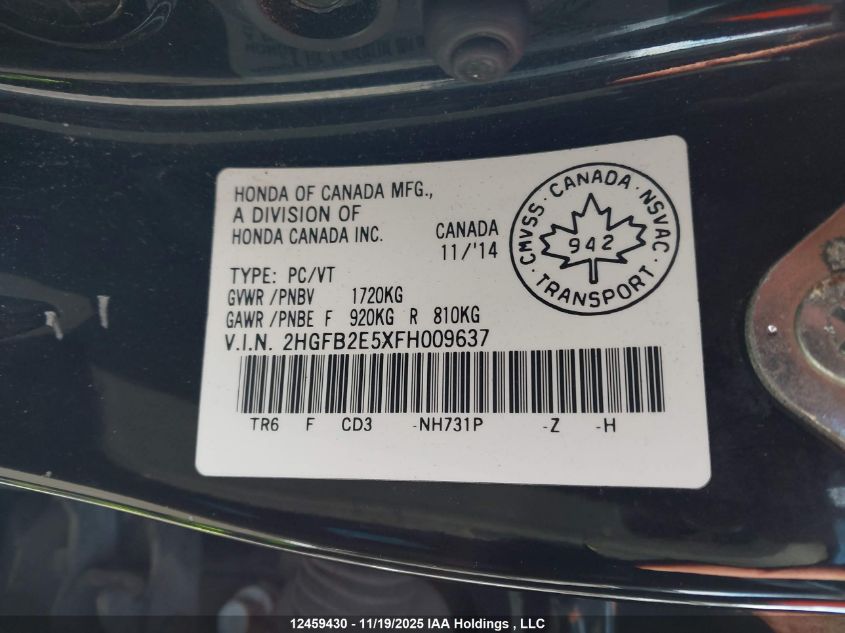 HONDA OF CANADA MFG.,
A DIVISION OF
HONDA CANADA INC.
CANADA
11/'14
CMVSS · CANADA · NSVAC
942
· TRANSPORT ·
TYPE: PC/VT
GVWR /PNBV 1720KG
GAWR /PNBE F 920KG R 810KG
V.I.N. 2HGFB2E5XFH009637
TR6 F CD3 -NH731P -Z -H
12459430 - 11/19/2025 IAA Holdings , LLC